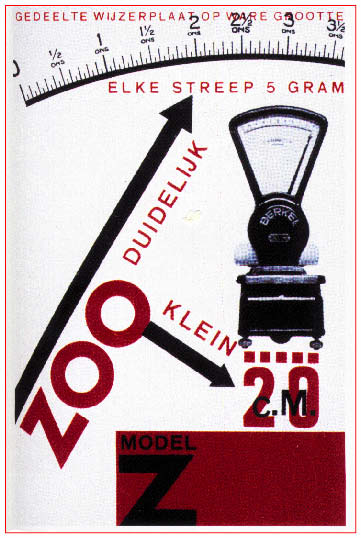 GEDEELTE WIJZERPLAAT OP WARE GROOTTE
0 ½ ONS 1 ONS 1½ ONS 2 ONS 2½ ONS 3 ONS 3½ ONS
ELKE STREEP 5 GRAM
ZOO
DUIDELIJK
KLEIN
BERKEL
20
C.M.
MODEL
Z